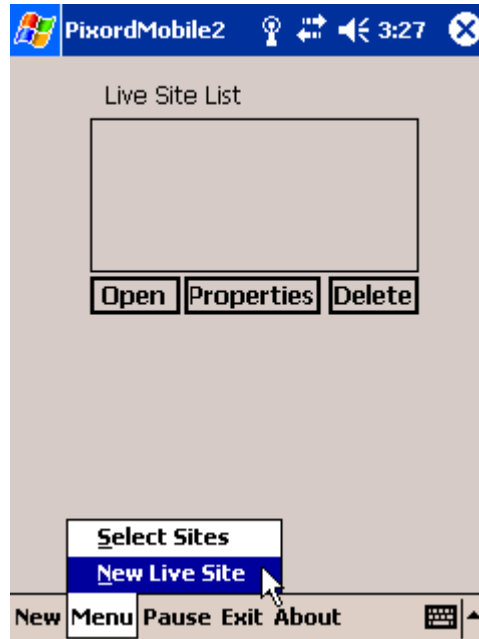 PixordMobile2 3:27
Live Site List
Open Properties Delete
Select Sites
New Live Site
New Menu Pause Exit About